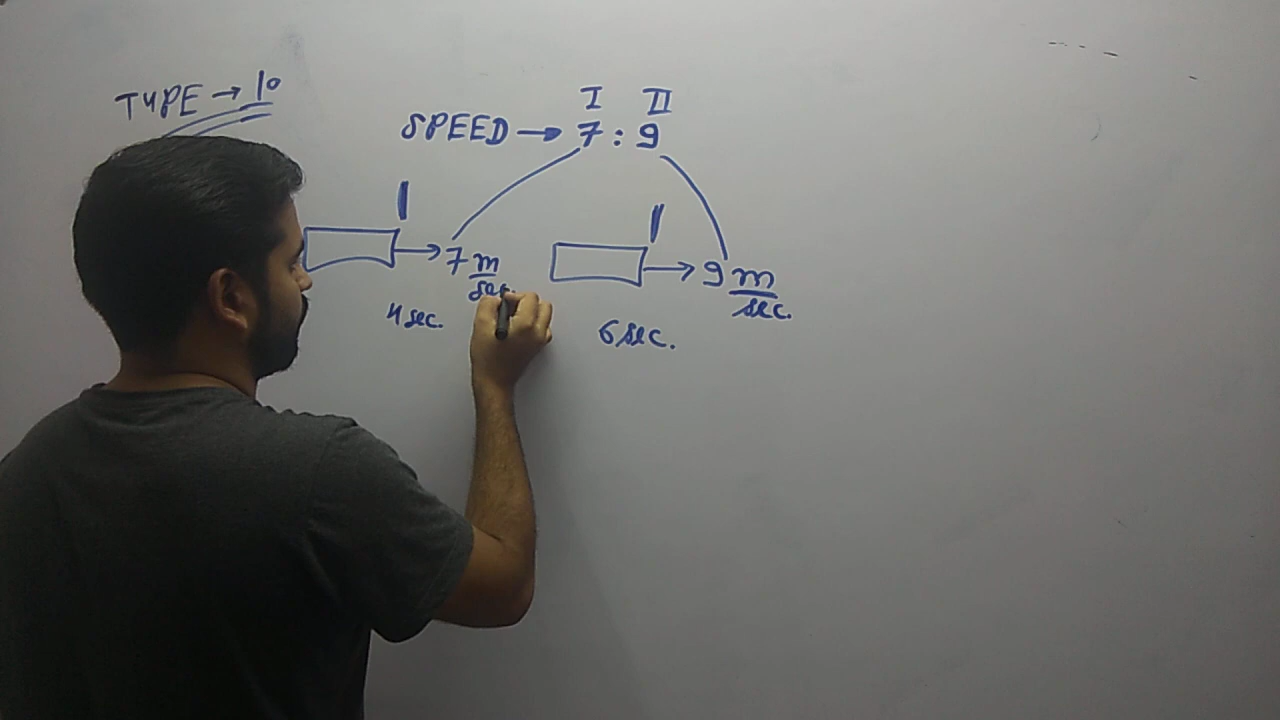 TYPE → 10
I II
SPEED → 7 : 9
7 m/sec.
9 m/sec.
4 sec.
6 sec.